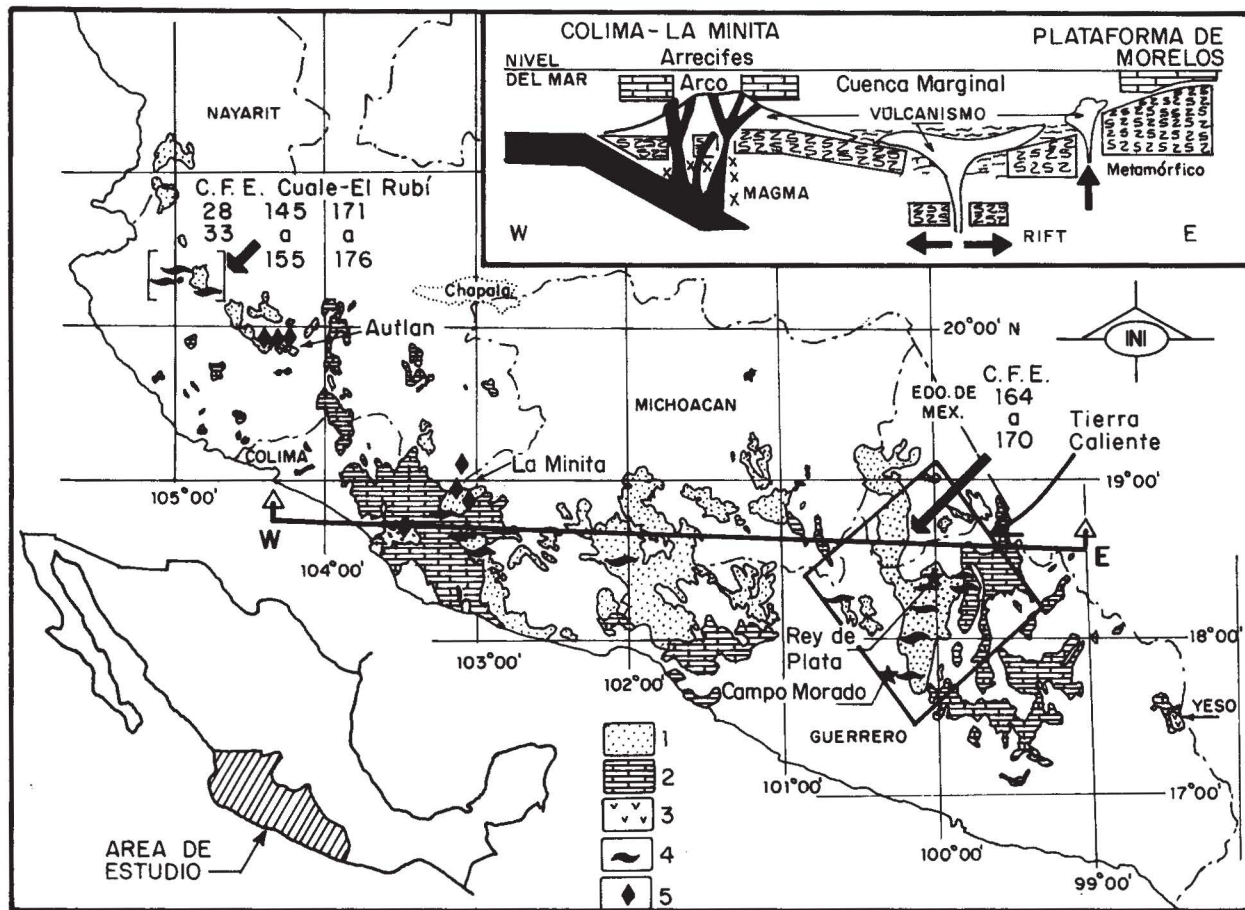 COLIMA - LA MINITA
PLATAFORMA DE
MORELOS
NIVEL
DEL MAR
Arrecifes
Arco
Cuenca Marginal
VULCANISMO
Metamórfico
MAGMA
W
RIFT
E
NAYARIT
C.F.E. Cuale-El Rubí
28 145 171
33 a a
155 176
Chapala
Autlan
20°00' N
N
MICHOACAN
EDO. DE
MEX.
C.F.E.
164
a
170
Tierra
Caliente
COLIMA
La Minita
105°00'
19°00'
W
E
104°00'
103°00'
102°00'
Rey de
Plata
18°00'
Campo Morado
YESO
GUERRERO
101°00'
17°00'
100°00'
99°00'
1
2
3
4
5
AREA DE
ESTUDIO